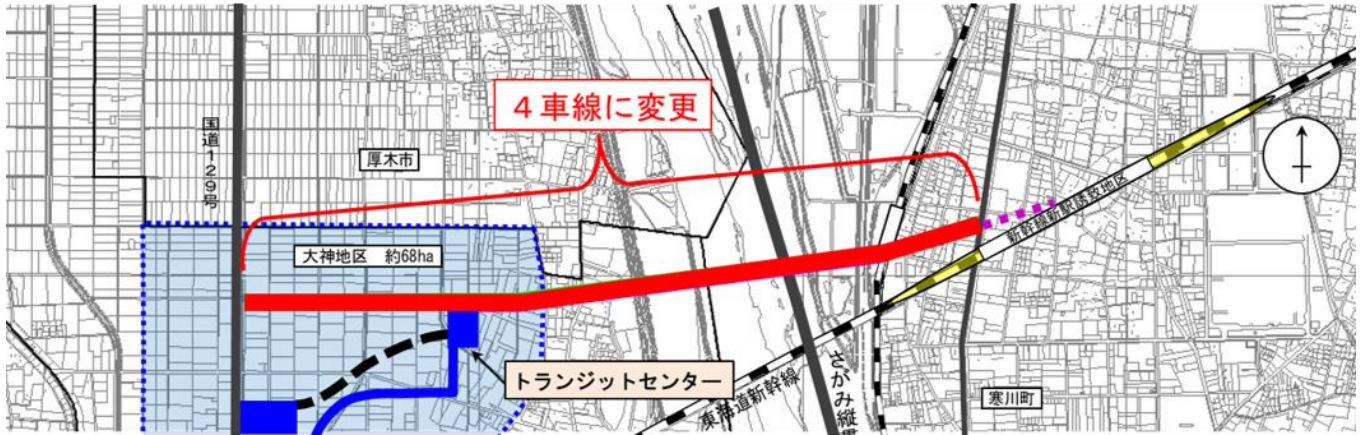 ４車線に変更
国道１２９号
厚木市
大神地区　約68ha
新幹線新駅誘致地区
トランジットセンター
東海道新幹線
さがみ縦貫
寒川町